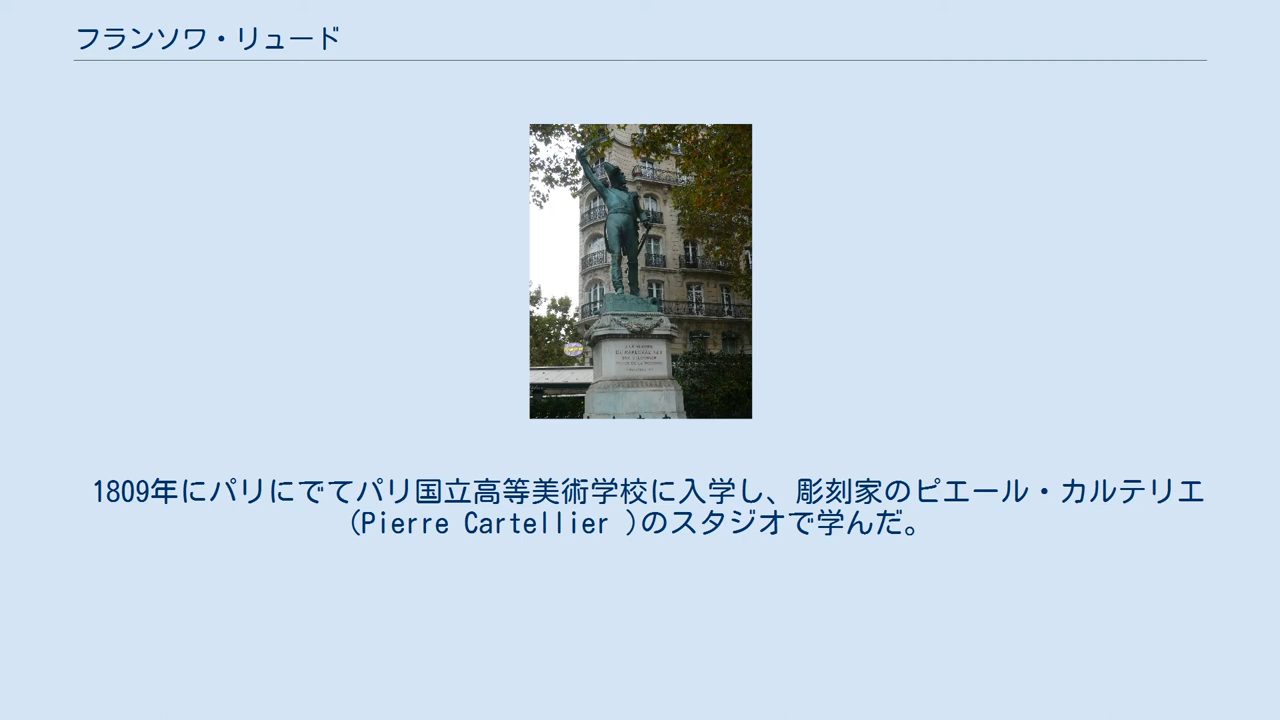 フランソワ・リュード
DU MARECHAL NEY
1809年にパリにでてパリ国立高等美術学校に入学し、彫刻家のピエール・カルテリエ
(Pierre Cartellier )のスタジオで学んだ。